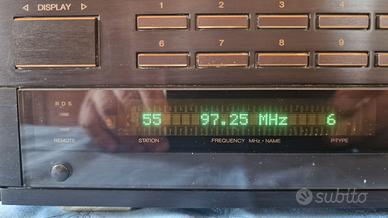 ◁ DISPLAY ▷
1 2 3 4
6 7 8 9
RDS
55 97.25 MHz 6
REMOTE STATION FREQUENCY MHz • NAME P-TYPE
subito